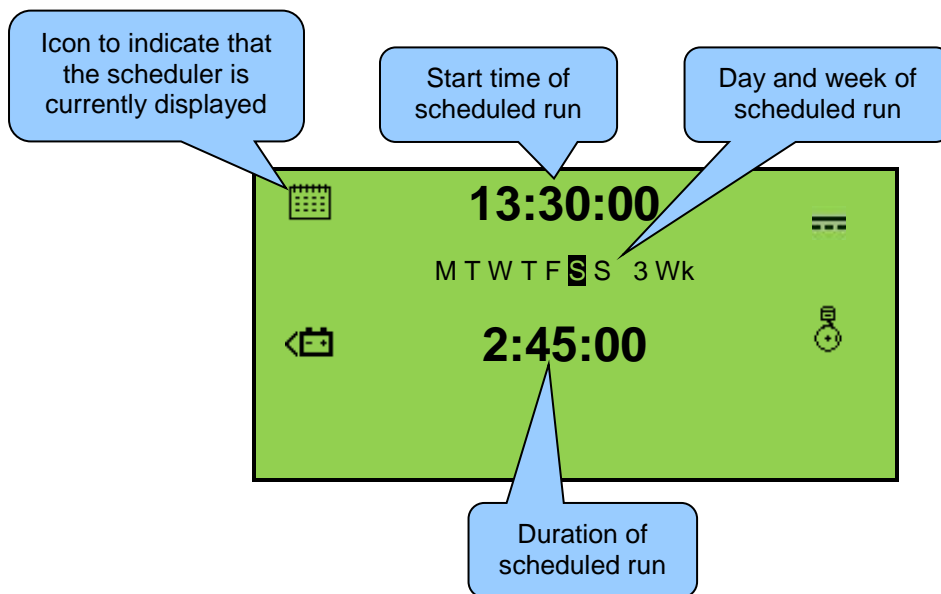 Icon to indicate that
the scheduler is
currently displayed
Start time of
scheduled run
Day and week of
scheduled run
13:30:00
M T W T F S S 3 Wk
2:45:00
Duration of
scheduled run